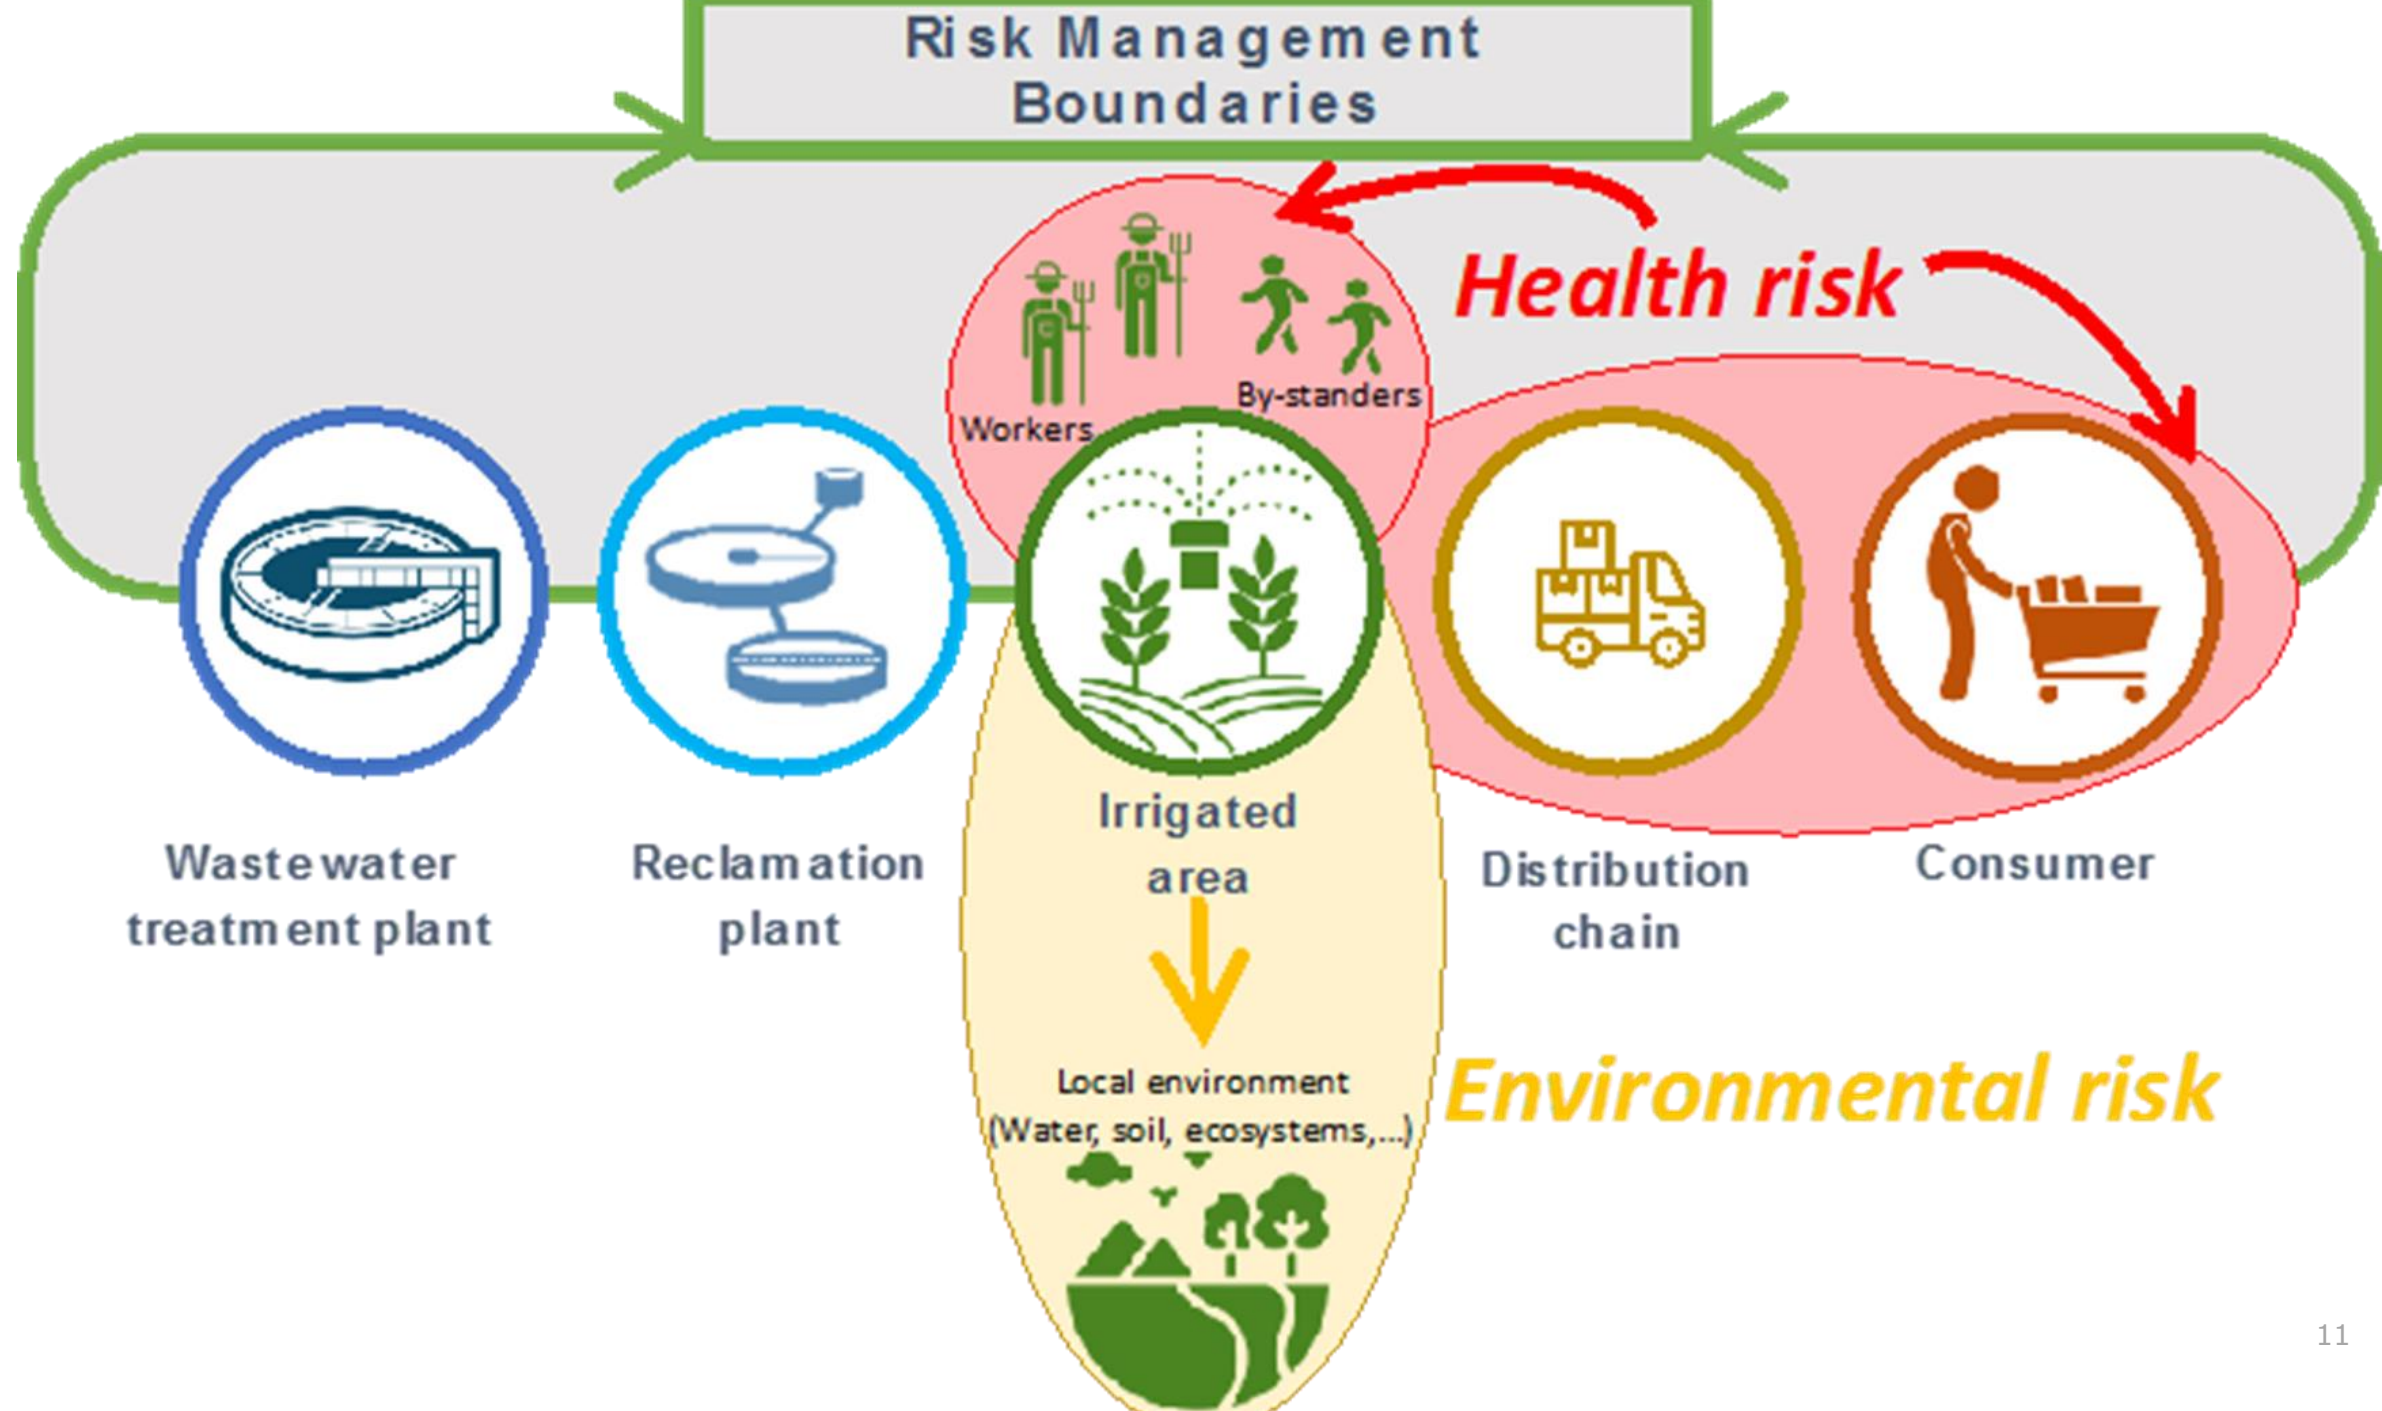 Risk Management
Boundaries
Health risk
By-standers
Workers
Wastewater
treatment plant
Reclamation
plant
Irrigated
area
Distribution
chain
Consumer
Local environment
(Water, soil, ecosystems,...)
Environmental risk
11